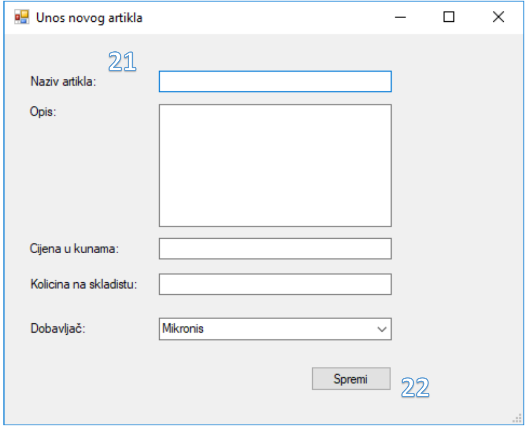 Unos novog artikla
21
Naziv artikla:
Opis:
Cijena u kunama:
Kolicina na skladistu:
Dobavljač: Mikronis
Spremi
22